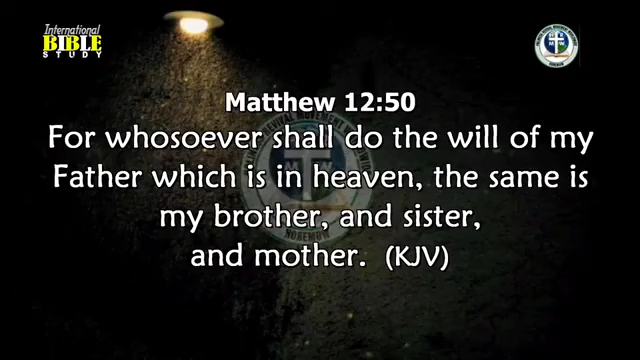 International
BIBLE
STUDY
Matthew 12:50
For whosoever shall do the will of my
Father which is in heaven, the same is
my brother, and sister,
and mother. (KJV)